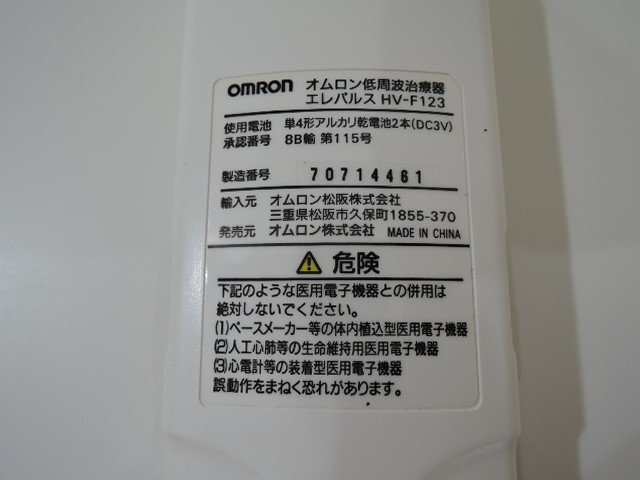 OMRON オムロン低周波治療器
エレパルス HV-F123
使用電池 単4形アルカリ乾電池2本(DC3V)
承認番号 8B輸 第115号
製造番号 70714461
輸入元 オムロン松阪株式会社
三重県松阪市久保町1855-370
発売元 オムロン株式会社 MADE IN CHINA
危険
下記のような医用電子機器との併用は
絶対しないでください。
(1)ペースメーカー等の体内植込型医用電子機器
(2)人工心肺等の生命維持用医用電子機器
(3)心電計等の装着型医用電子機器
誤動作をまねく恐れがあります。